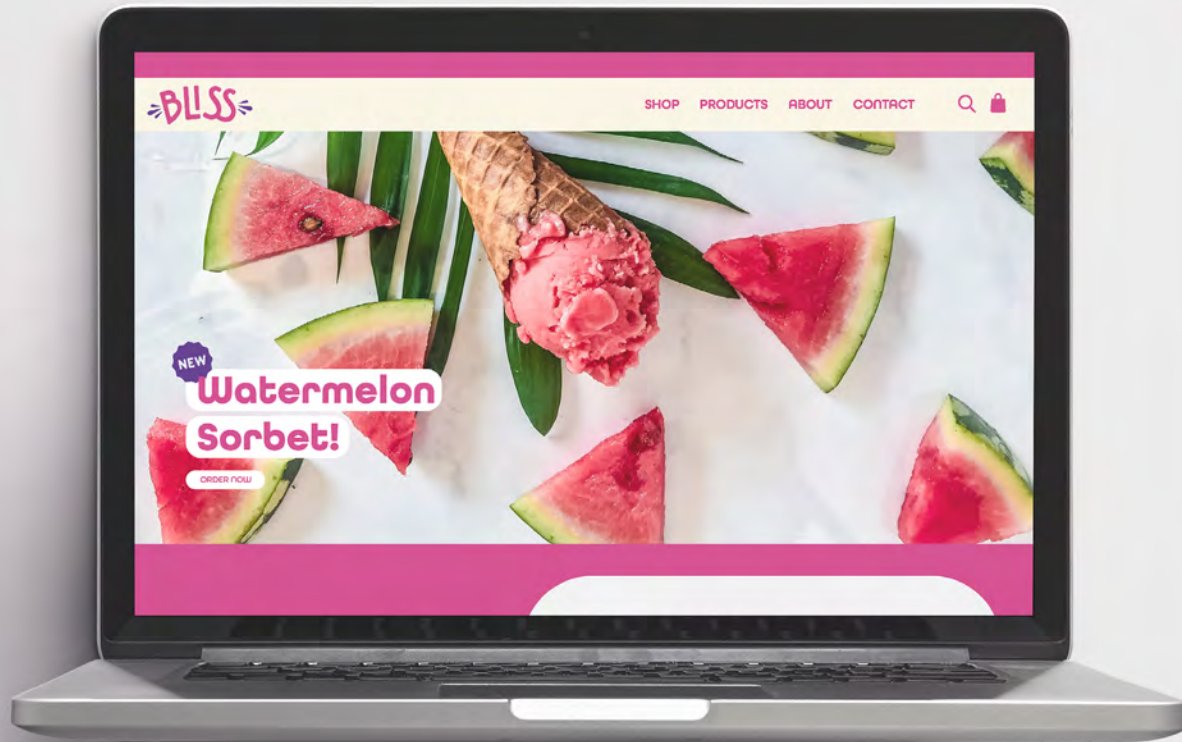 BLISS
SHOP PRODUCTS ABOUT CONTACT
NEW
Watermelon
Sorbet!
ORDER NOW